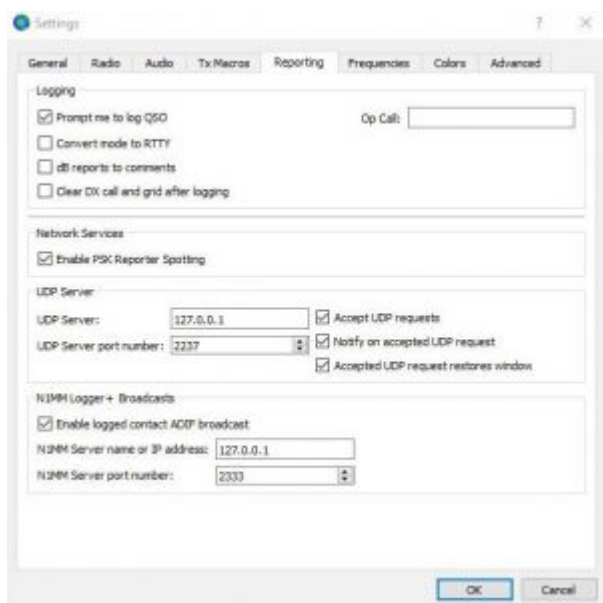 Settings ? ×
General Radio Audio Tx Macros Reporting Frequencies Colors Advanced
Logging
Prompt me to log QSO Op Call:
Convert mode to RTTY
dB reports to comments
Clear DX call and grid after logging
Network Services
Enable PSK Reporter Spotting
UDP Server
UDP Server: 127.0.0.1 Accept UDP requests
UDP Server port number: 2237 Notify on accepted UDP request
Accepted UDP request restores window
N1MM Logger+ Broadcasts
Enable logged contact ADIF broadcast
N1MM Server name or IP address: 127.0.0.1
N1MM Server port number: 2333
OK Cancel